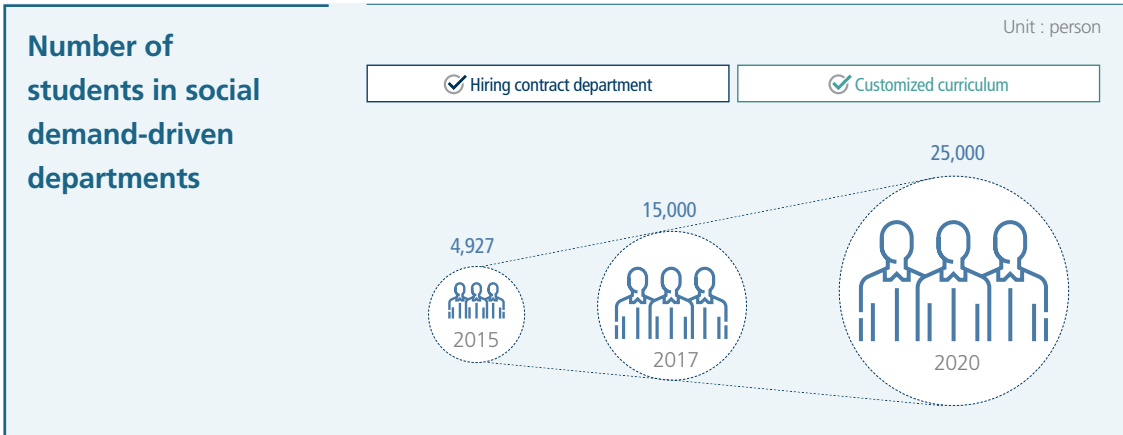 Number of
students in social
demand-driven
departments
Unit : person
Hiring contract department
Customized curriculum
4,927
15,000
25,000
2015
2017
2020